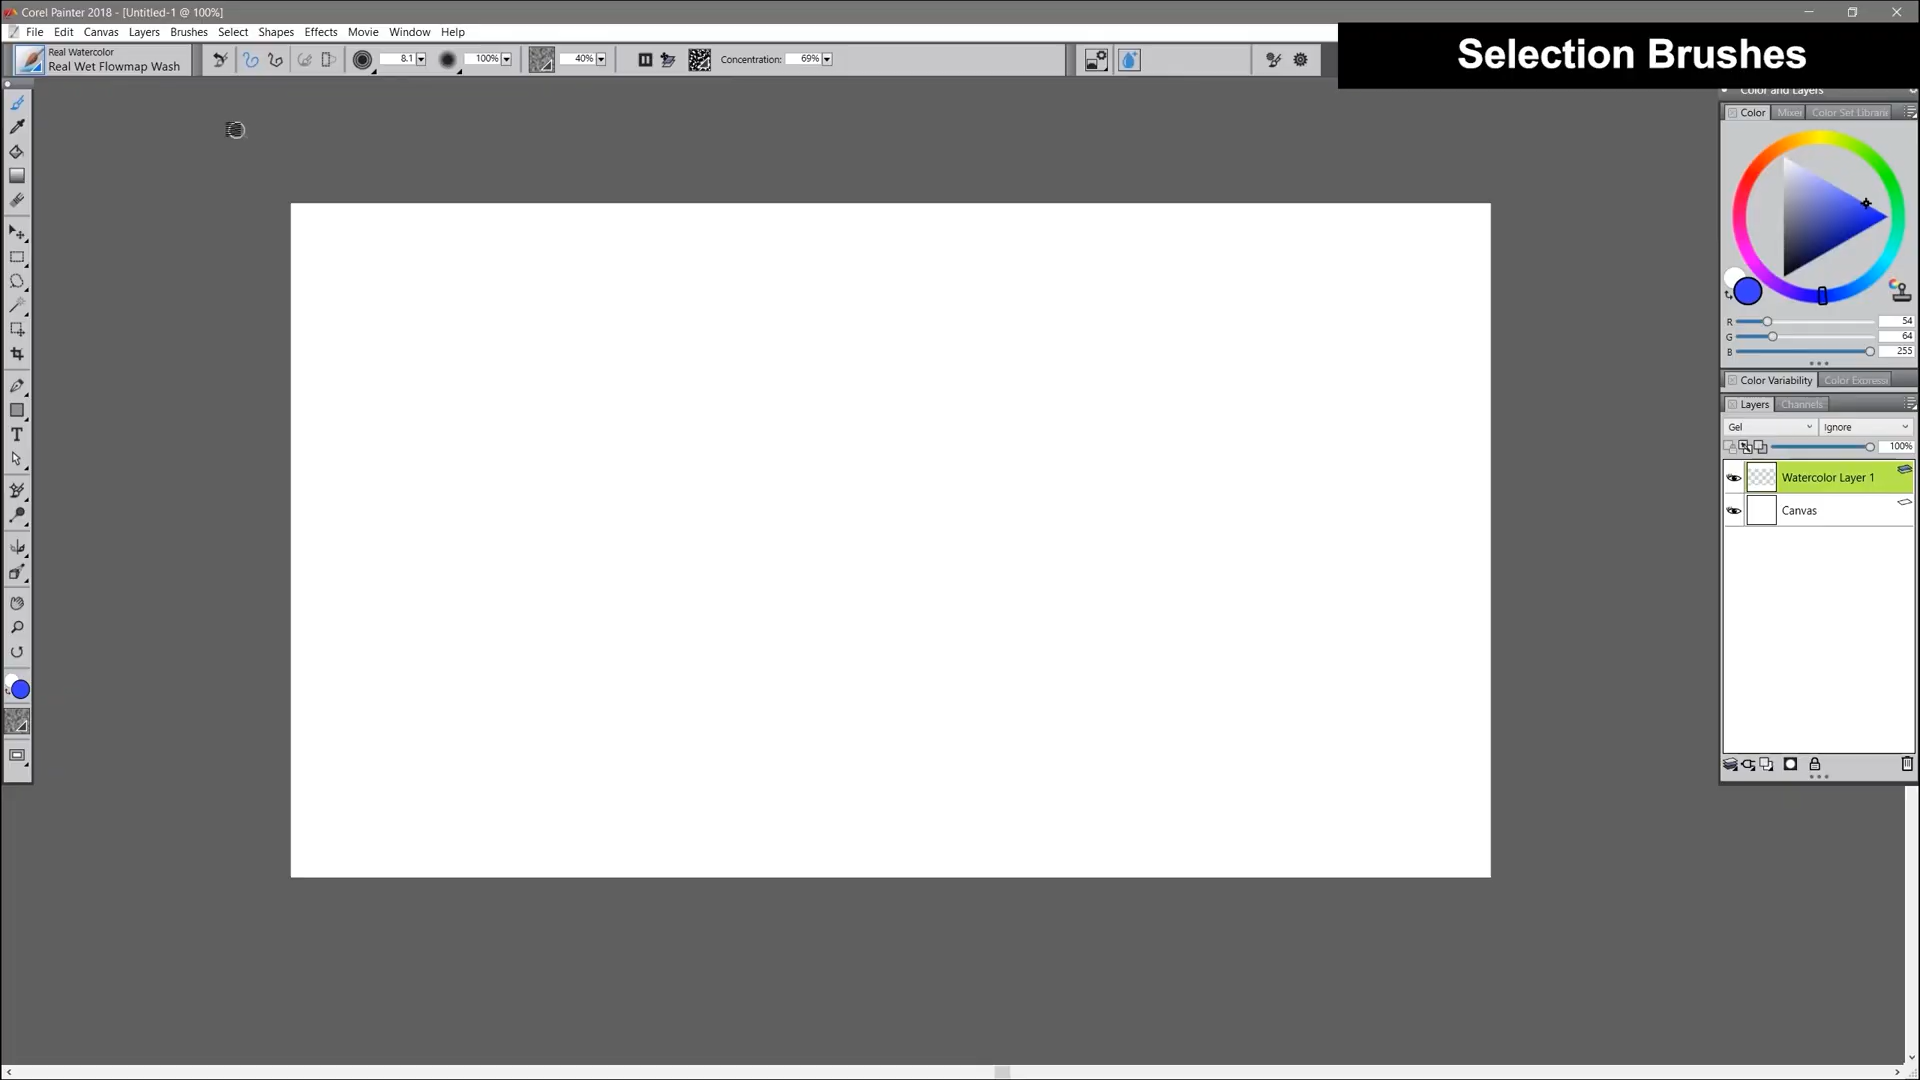 Corel Painter 2018 - [Untitled-1 @ 100%]
File Edit Canvas Layers Brushes Select Shapes Effects Movie Window Help
Selection Brushes
Real Watercolor
Real Wet Flowmap Wash
8.1
100%
40%
Concentration: 69%
Color and Layers
Color Mixer Color Set Librarie
R 54
G 64
B 255
Color Variability Color Expressi
Layers Channels
Gel Ignore
100%
Watercolor Layer 1
Canvas
T